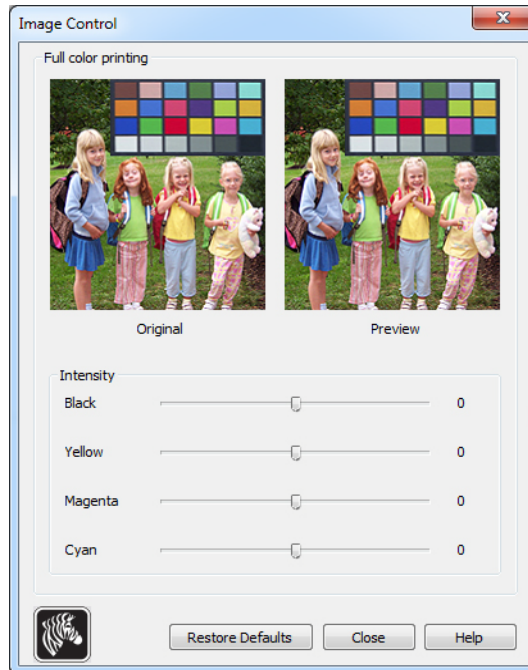 Image Control
Full color printing
Original
Preview
Intensity
Black 0
Yellow 0
Magenta 0
Cyan 0
Restore Defaults
Close
Help